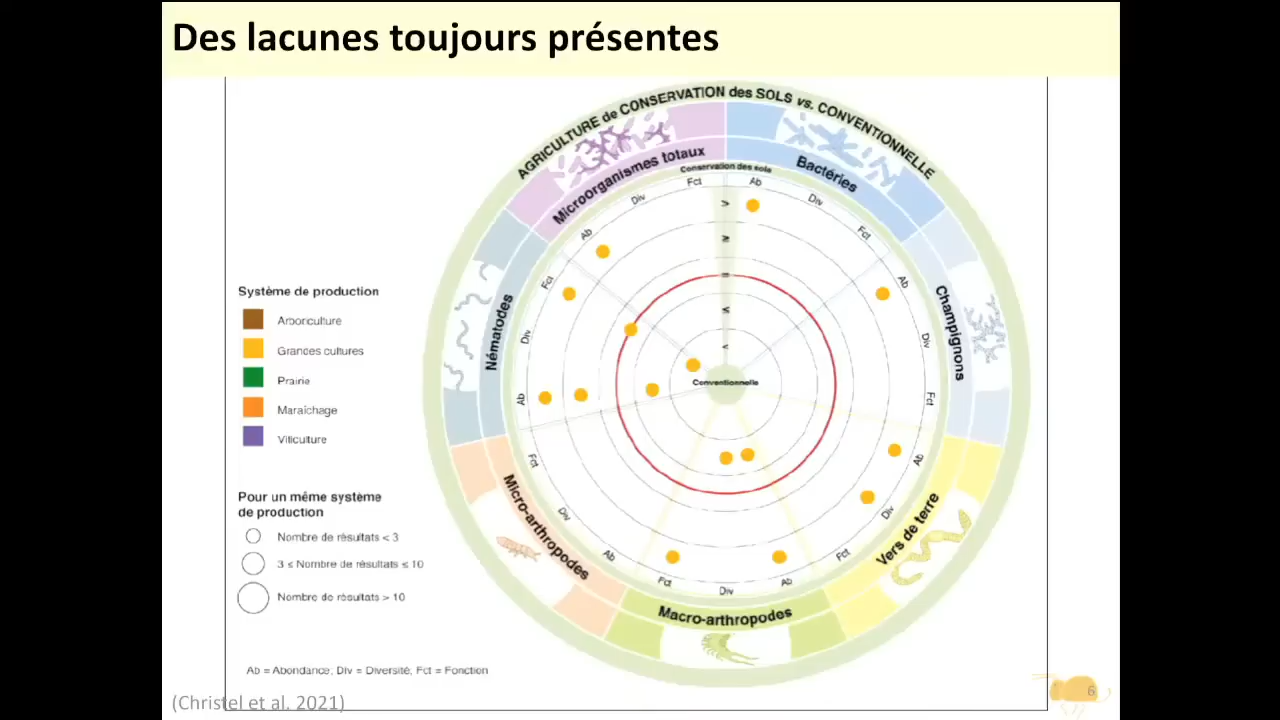 Des lacunes toujours présentes
AGRICULTURE de CONSERVATION des SOLS vs. CONVENTIONNELLE
Microorganismes totaux
Bactéries
Conservation des sols
Fct
Ab
Div
Div
>
Ab
Fct
≥
Fct
Ab
Nématodes
=
Champignons
Système de production
<
Arboriculture
Div
Div
Grandes cultures
<
Prairie
Conventionnelle
Ab
Fct
Maraîchage
Viticulture
Fct
Ab
Micro-arthropodes
Pour un même système
de production
Div
Div
Vers de terre
Nombre de résultats < 3
Ab
Fct
3 ≤ Nombre de résultats ≤ 10
Fct
Div
Ab
Nombre de résultats > 10
Macro-arthropodes
Ab = Abondance; Div = Diversité; Fct = Fonction
(Christel et al. 2021)
6